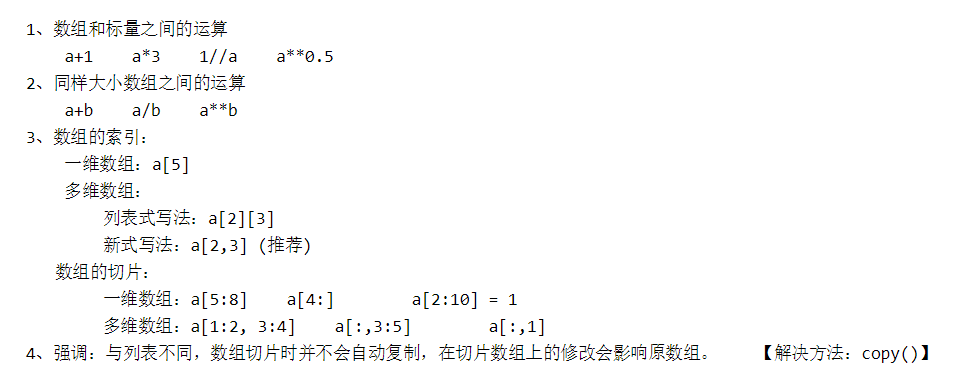 1、数组和标量之间的运算
a+1    a*3    1//a    a**0.5
2、同样大小数组之间的运算
a+b    a/b    a**b
3、数组的索引：
一维数组：a[5]
多维数组：
列表式写法：a[2][3]
新式写法：a[2,3] (推荐)
数组的切片：
一维数组：a[5:8]    a[4:]        a[2:10] = 1
多维数组：a[1:2, 3:4]    a[:,3:5]        a[:,1]
4、强调：与列表不同，数组切片时并不会自动复制，在切片数组上的修改会影响原数组。    【解决方法：copy()】